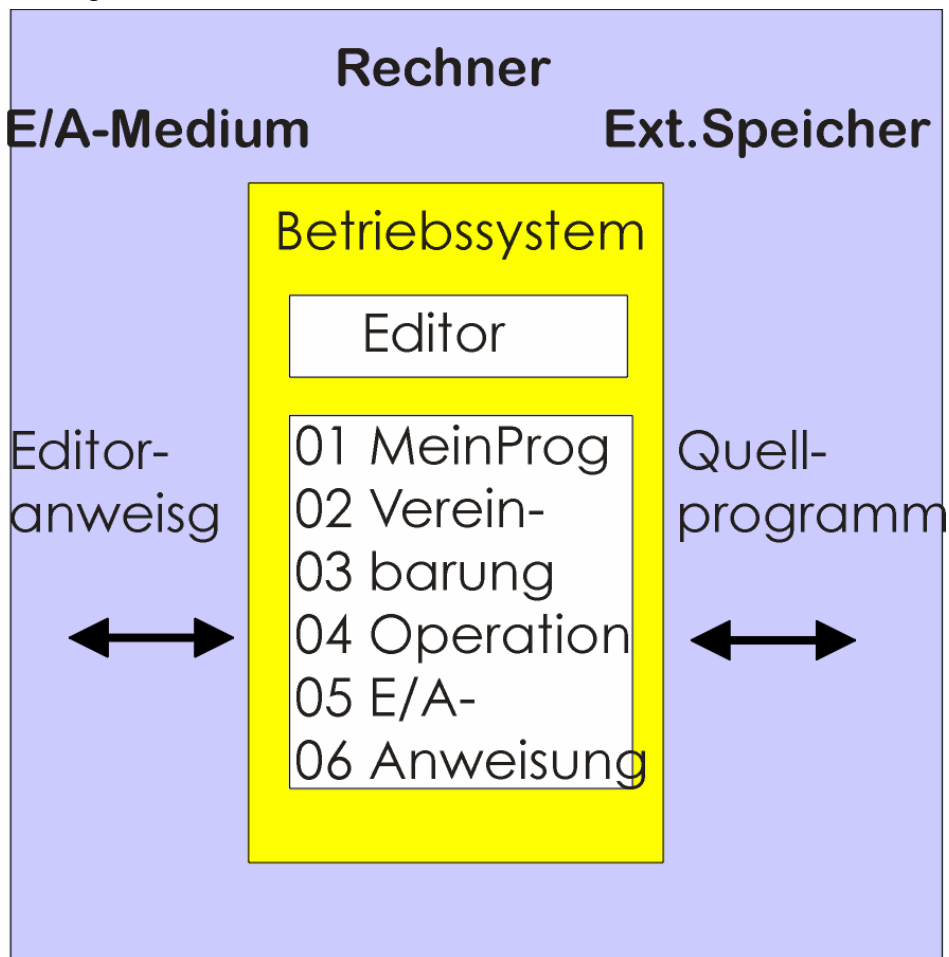 Rechner
E/A-Medium
Ext.Speicher
Betriebssystem
Editor
Editor-
anweisg
01 MeinProg
02 Verein-
03 barung
04 Operation
05 E/A-
06 Anweisung
Quell-
programm